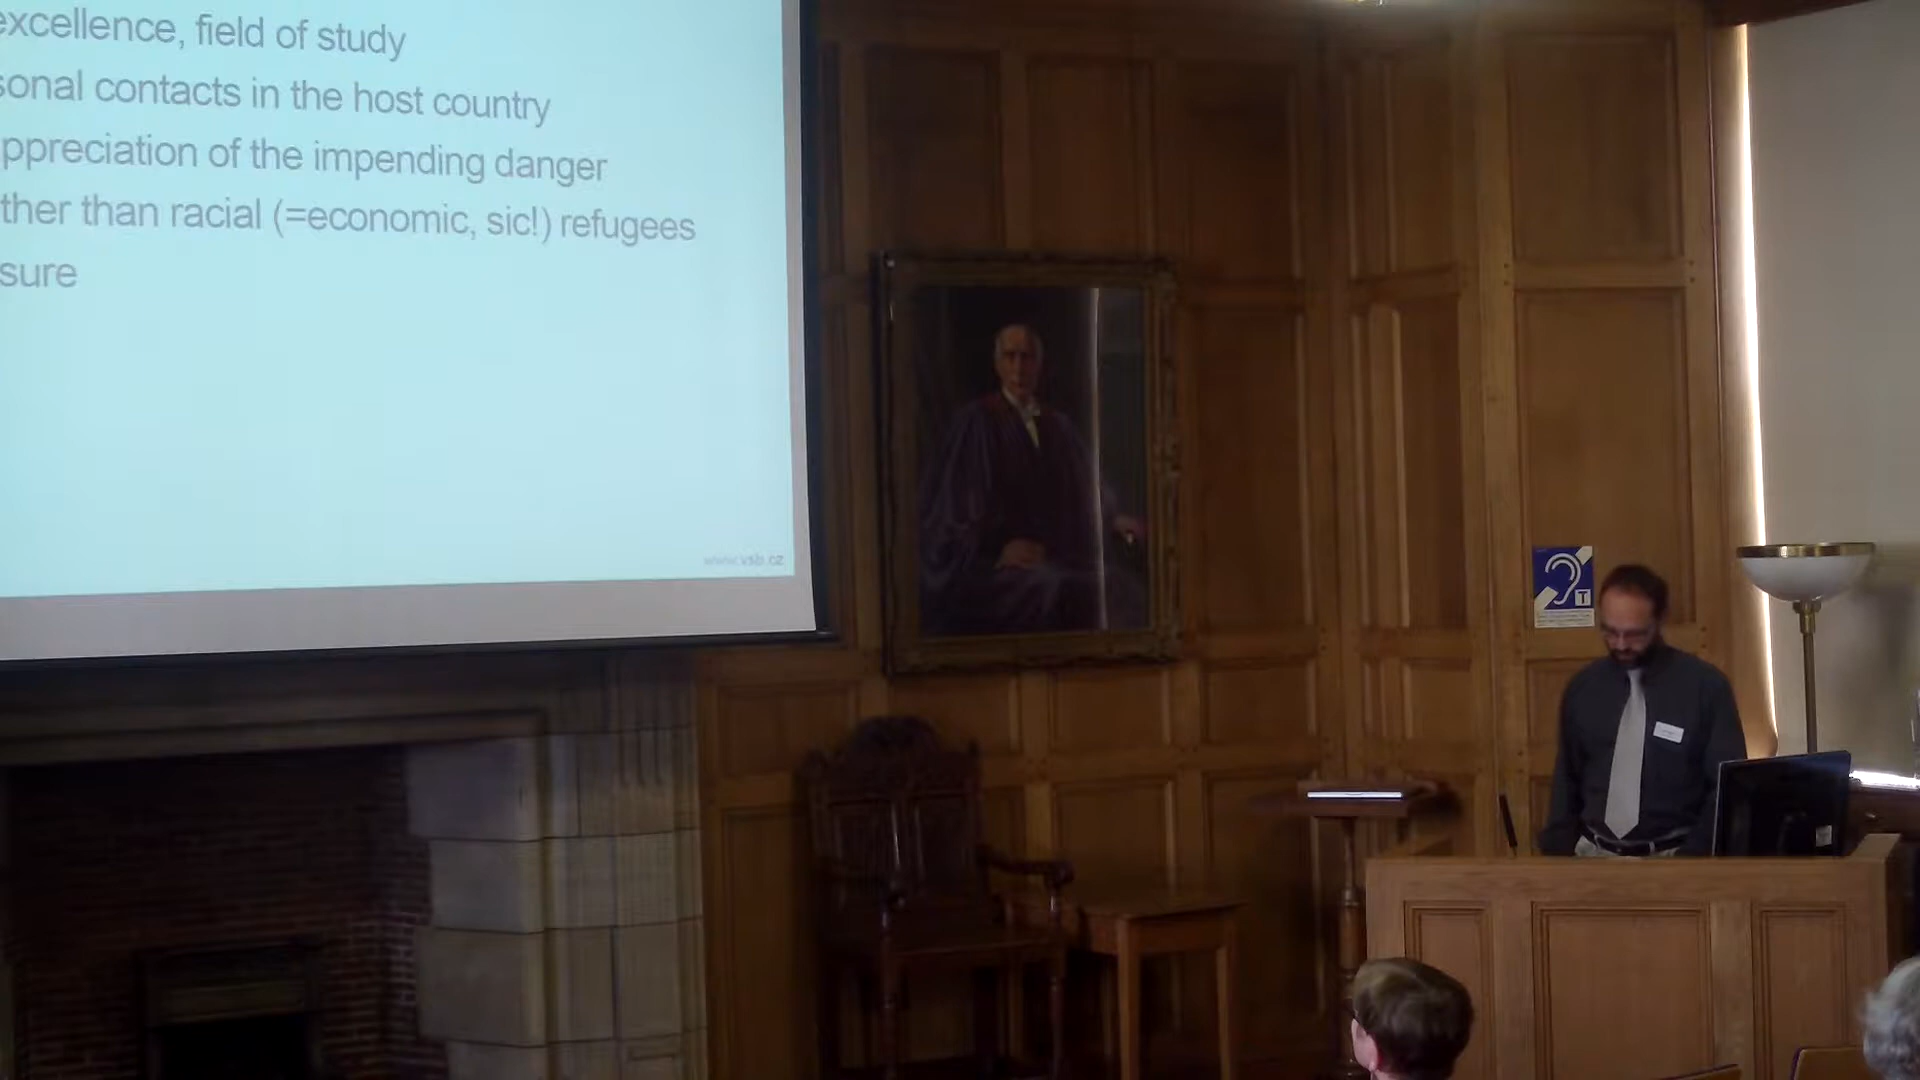 excellence, field of study
sonal contacts in the host country
ppreciation of the impending danger
ther than racial (=economic, sic!) refugees
sure
www.vsb.cz
T